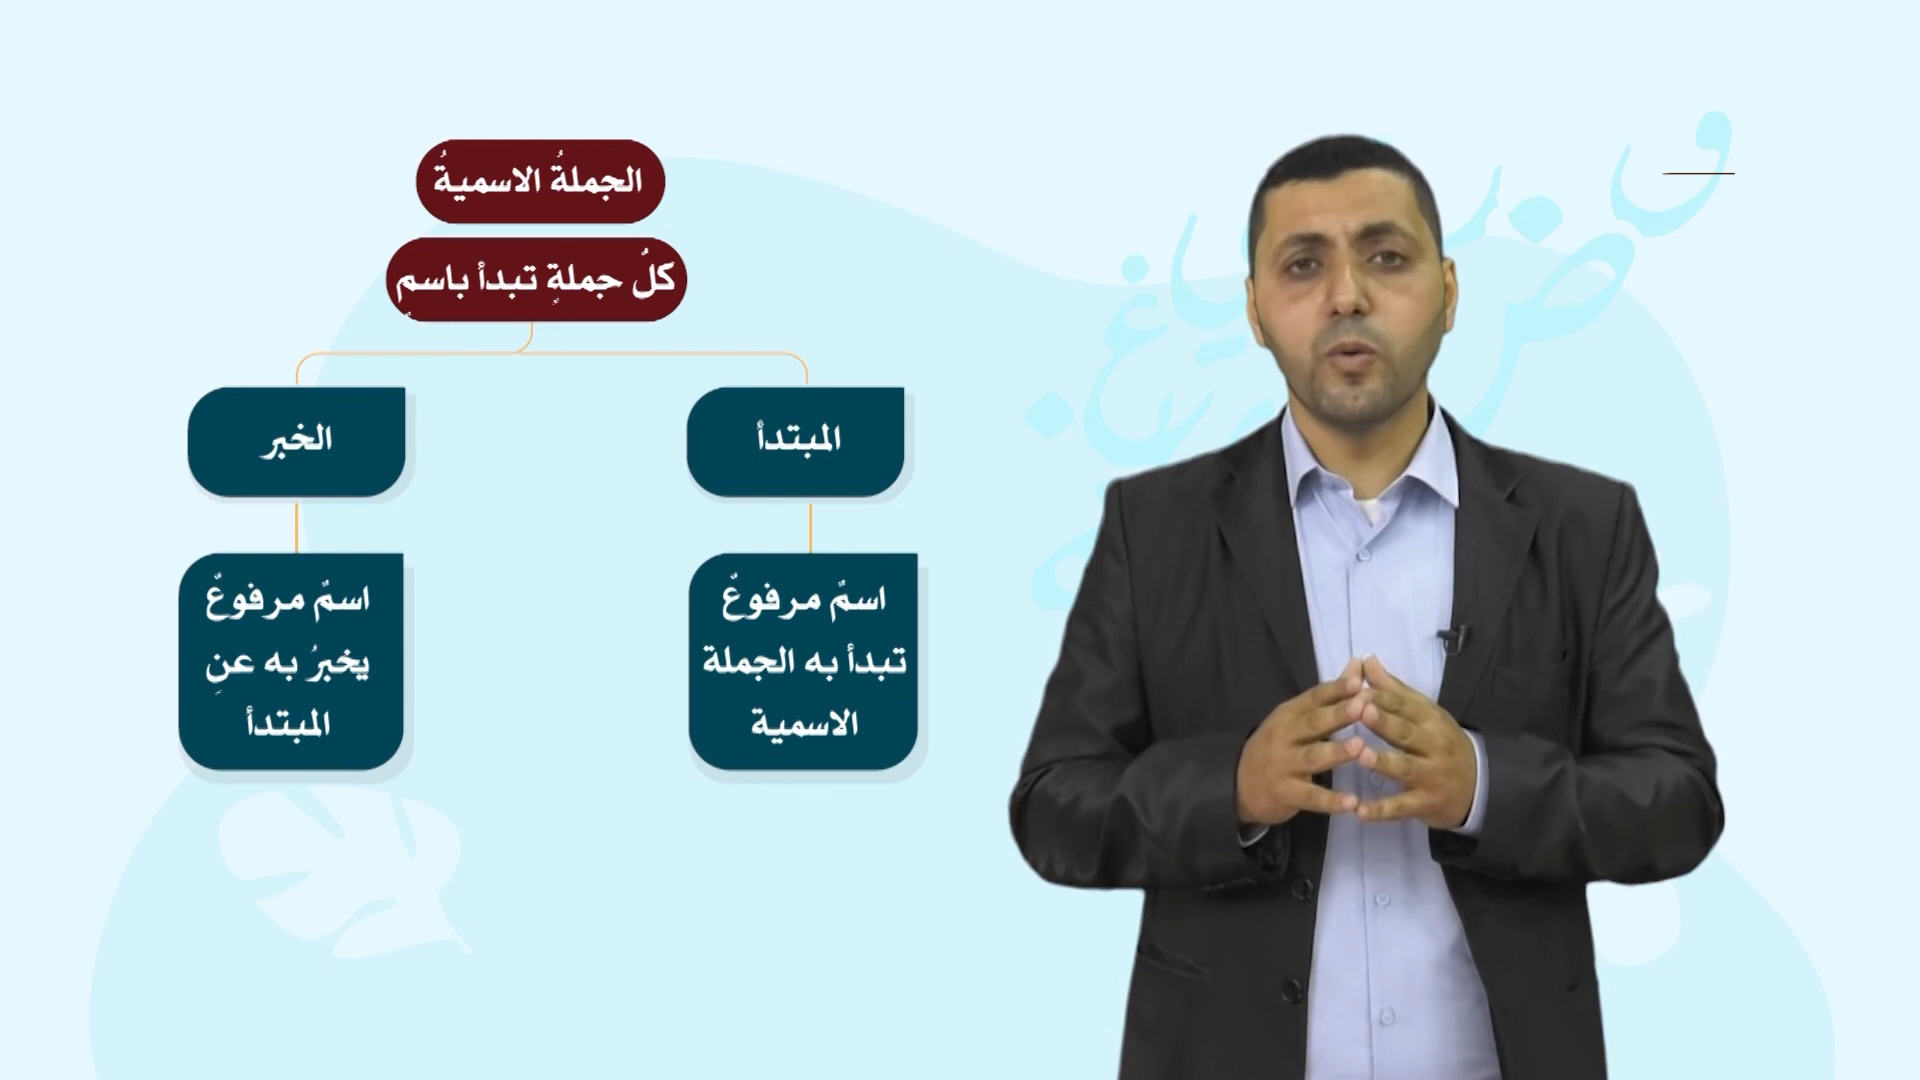 الجملةُ الاسميةُ
كلُ جملةٍ تبدأ باسمٍ
المبتدأ
الخبر
اسمٌ مرفوعٌ
تبدأ به الجملة
الاسمية
اسمٌ مرفوعٌ
يخبرُ به عنِ
المبتدأ